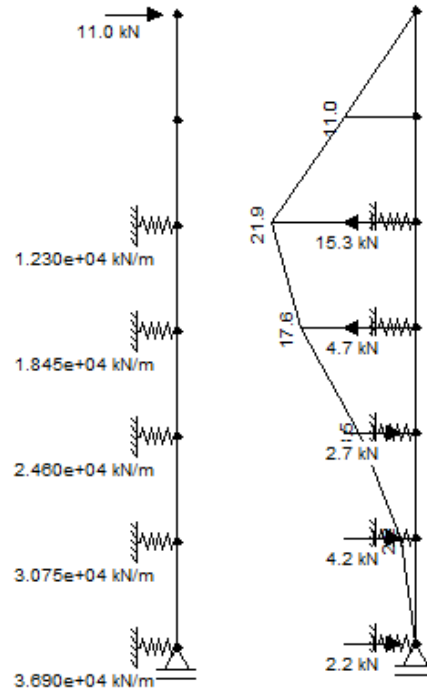 11.0 kN
1.230e+04 kN/m
1.845e+04 kN/m
2.460e+04 kN/m
3.075e+04 kN/m
3.690e+04 kN/m
11.0
21.9
15.3 kN
17.6
4.7 kN
2.7 kN
4.2 kN
2.2 kN